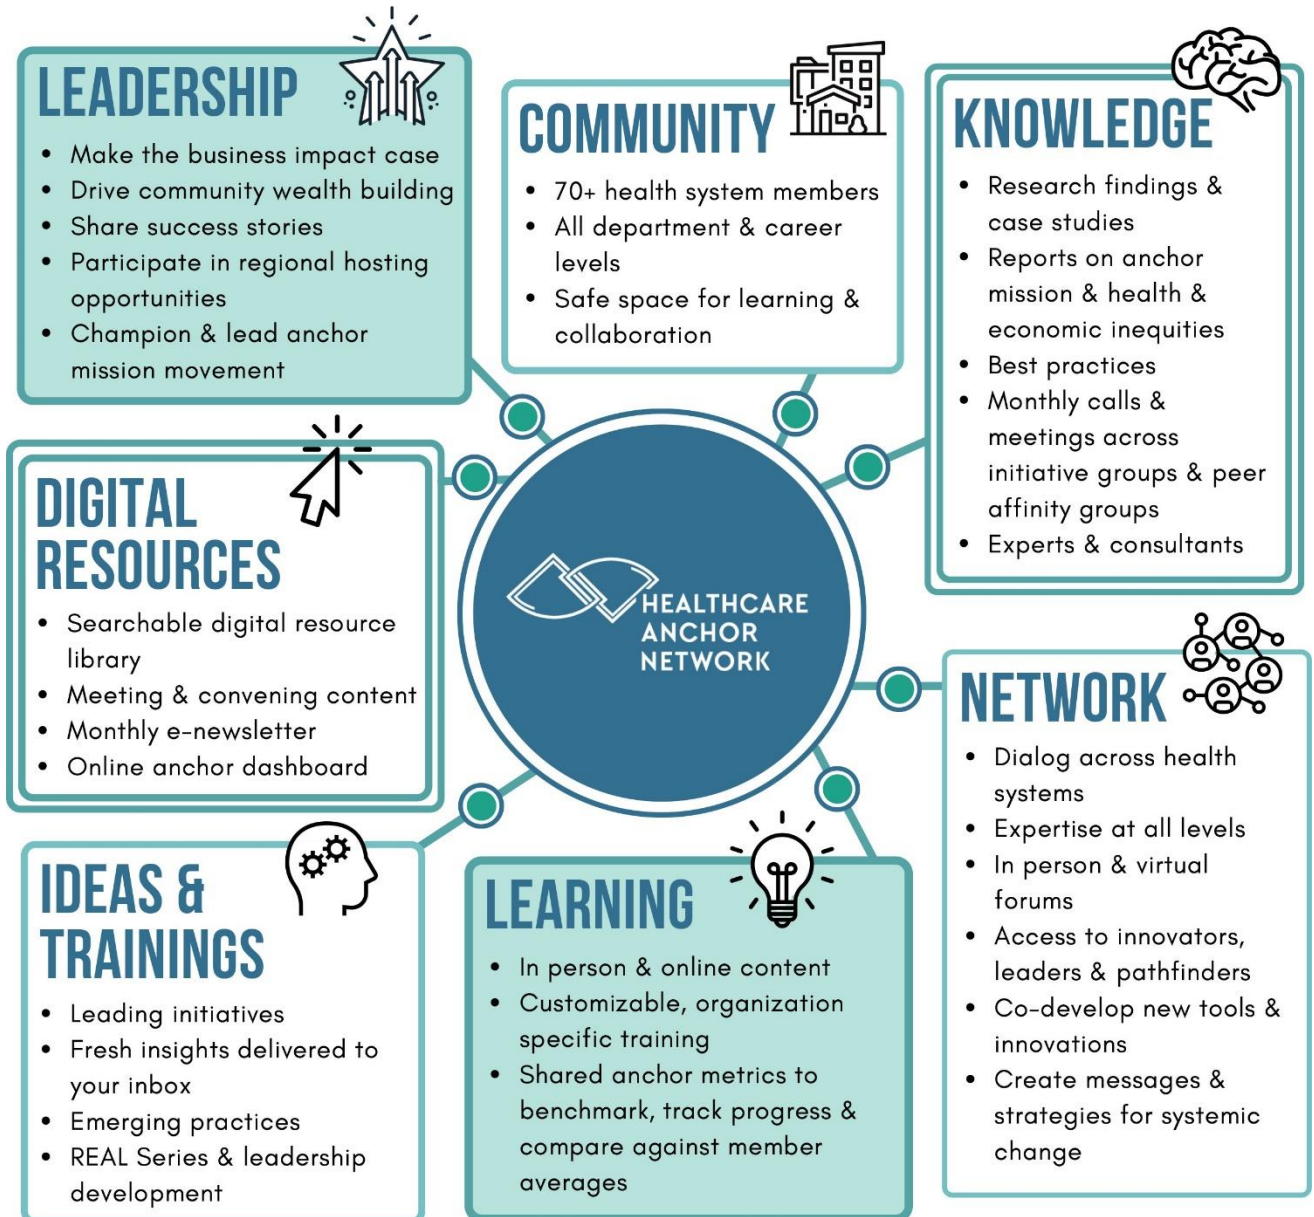 LEADERSHIP
• Make the business impact case
• Drive community wealth building
• Share success stories
• Participate in regional hosting
opportunities
• Champion & lead anchor
mission movement
COMMUNITY
• 70+ health system members
• All department & career
levels
• Safe space for learning &
collaboration
KNOWLEDGE
• Research findings &
case studies
• Reports on anchor
mission & health &
economic inequities
• Best practices
• Monthly calls &
meetings across
initiative groups & peer
affinity groups
• Experts & consultants
DIGITAL
RESOURCES
• Searchable digital resource
library
• Meeting & convening content
• Monthly e-newsletter
• Online anchor dashboard
HEALTHCARE
ANCHOR
NETWORK
NETWORK
• Dialog across health
systems
• Expertise at all levels
• In person & virtual
forums
• Access to innovators,
leaders & pathfinders
• Co-develop new tools &
innovations
• Create messages &
strategies for systemic
change
IDEAS &
TRAININGS
• Leading initiatives
• Fresh insights delivered to
your inbox
• Emerging practices
• REAL Series & leadership
development
LEARNING
• In person & online content
• Customizable, organization
specific training
• Shared anchor metrics to
benchmark, track progress &
compare against member
averages